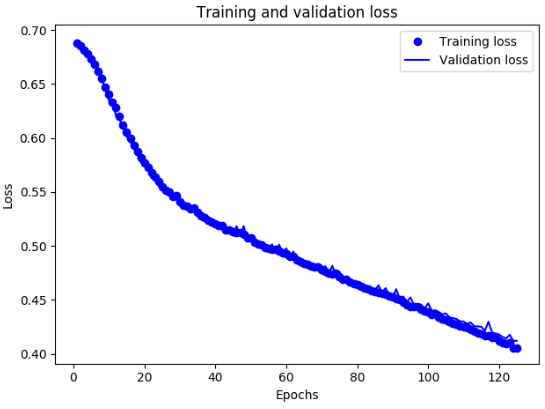 Training and validation loss
Training loss
Validation loss
0.70
0.65
0.60
0.55
0.50
0.45
0.40
Loss
0 20 40 60 80 100 120
Epochs